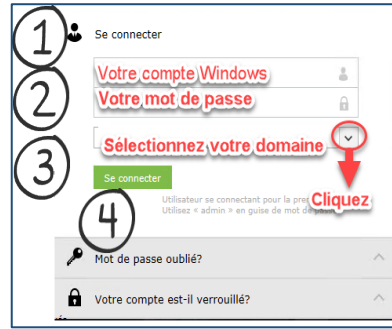 1
Se connecter
Votre compte Windows
2
Votre mot de passe
3
Sélectionnez votre domaine
Se connecter
Utilisateur se connectant pour la pre
Cliquez
4
Utilisez « admin » en guise de mot de
Mot de passe oublié?
Votre compte est-il verrouillé?